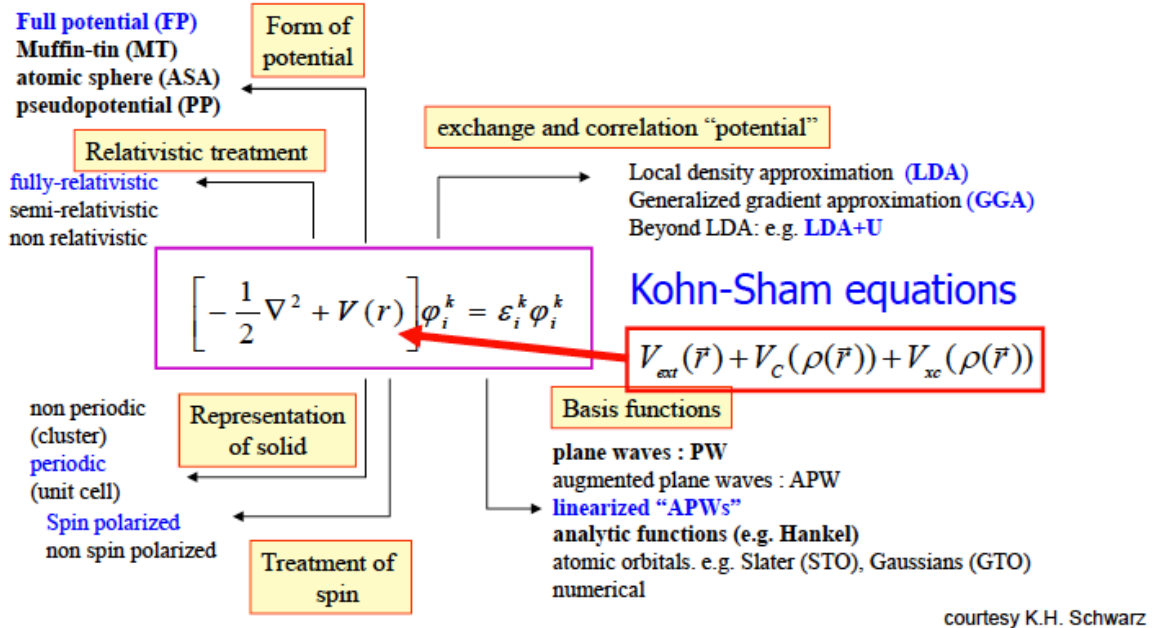 Full potential (FP)
Muffin-tin (MT)
atomic sphere (ASA)
pseudopotential (PP)
Form of
potential
Relativistic treatment
fully-relativistic
semi-relativistic
non relativistic
exchange and correlation “potential”
Local density approximation (LDA)
Generalized gradient approximation (GGA)
Beyond LDA: e.g. LDA+U
[ - 1/2 ∇² + V(r) ] φ_i^k = ε_i^k φ_i^k
Kohn-Sham equations
V_ext(r⃗) + V_C(ρ(r⃗)) + V_xc(ρ(r⃗))
non periodic
(cluster)
periodic
(unit cell)
Representation
of solid
Spin polarized
non spin polarized
Treatment of
spin
Basis functions
plane waves : PW
augmented plane waves : APW
linearized “APWs”
analytic functions (e.g. Hankel)
atomic orbitals. e.g. Slater (STO), Gaussians (GTO)
numerical
courtesy K.H. Schwarz